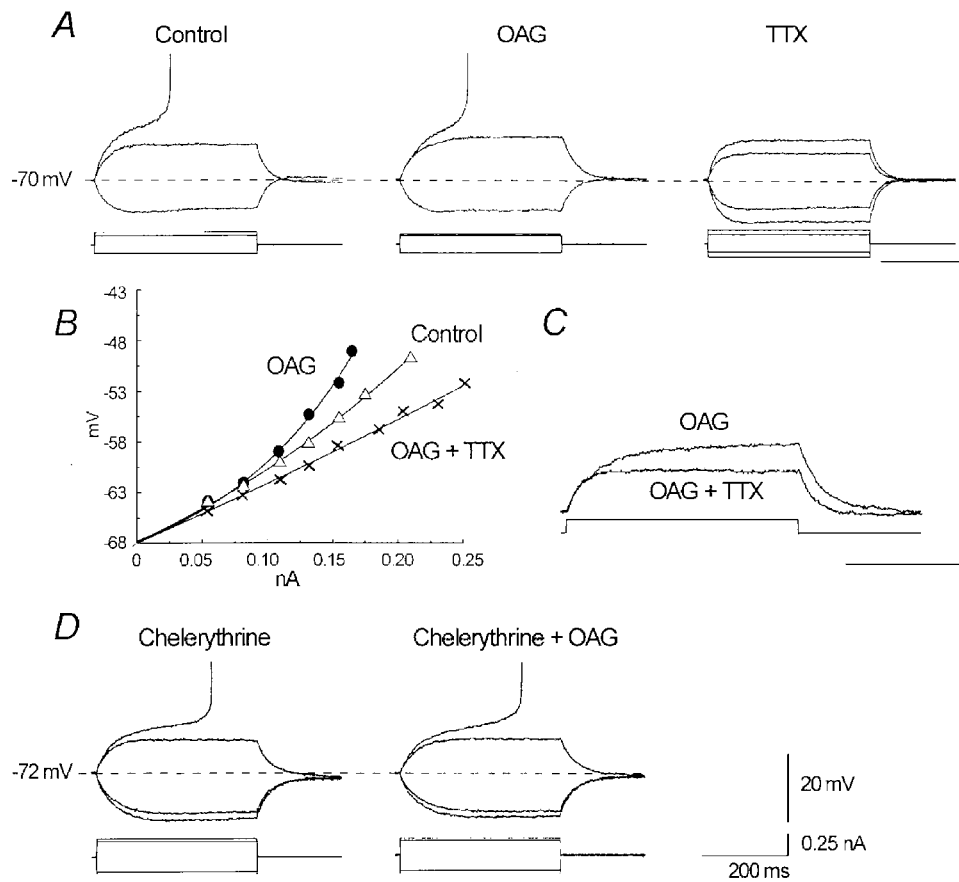 A
Control
OAG
TTX
-70 mV
B
-43
-48
-53
-58
-63
-68
mV
0
0.05
0.10
0.15
0.20
0.25
nA
OAG
Control
OAG + TTX
C
OAG
OAG + TTX
D
Chelerythrine
Chelerythrine + OAG
-72 mV
20 mV
0.25 nA
200 ms